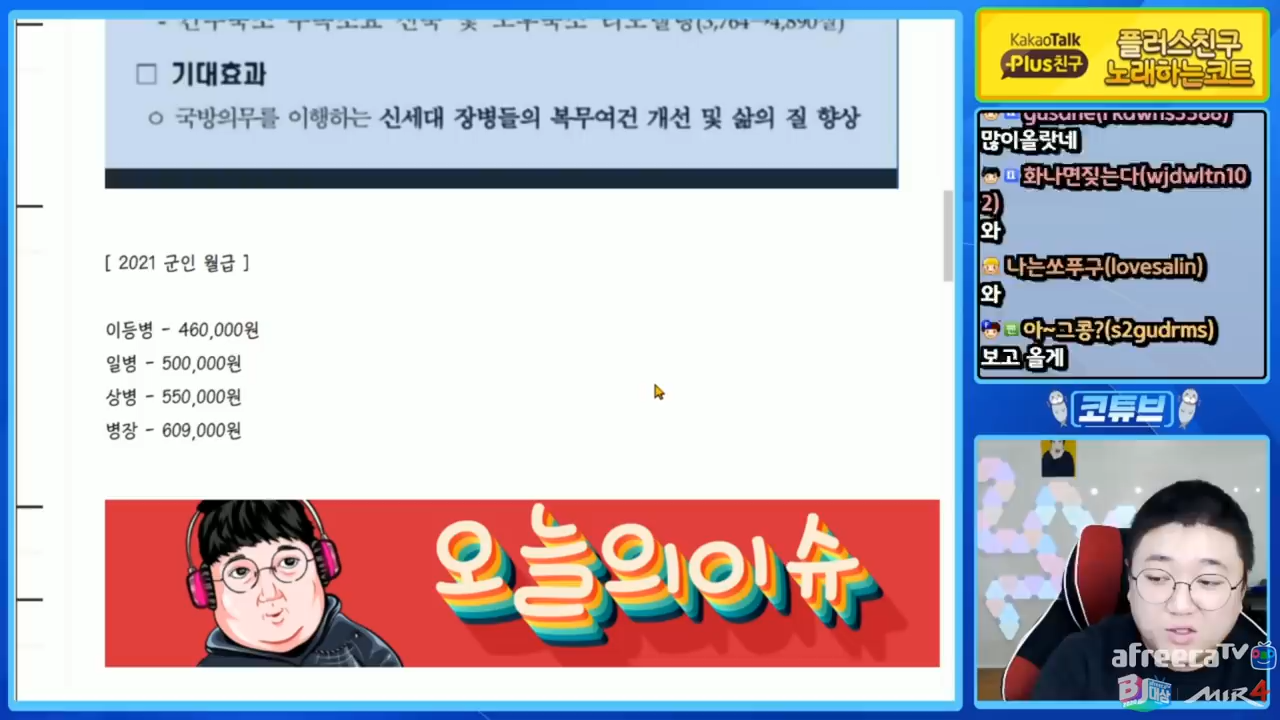 기대효과
국방의무를 이행하는 신세대 장병들의 복무여건 개선 및 삶의 질 향상
[ 2021 군인 월급 ]
이등병 - 460,000원
일병 - 500,000원
상병 - 550,000원
병장 - 609,000원
오늘의이슈
KakaoTalk
Plus친구
플러스친구
노래하는코트
많이올랏네
화나면짖는다(wjdwltn10
2)
와
나는쏘푸구(lovesalin)
와
아~그콩?(s2gudrms)
보고 올게
코튜브
afreecaTV
BJ대상
MIR4